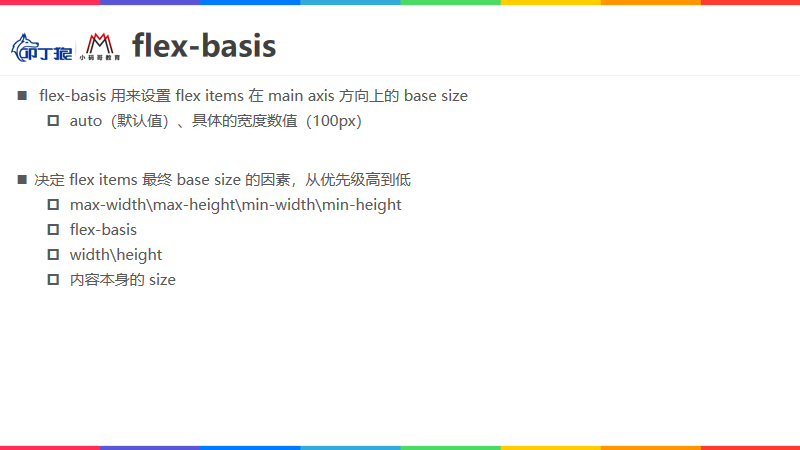 叩丁狼
小码哥教育
flex-basis
flex-basis 用来设置 flex items 在 main axis 方向上的 base size
auto（默认值）、具体的宽度数值（100px）
决定 flex items 最终 base size 的因素，从优先级高到低
max-width\max-height\min-width\min-height
flex-basis
width\height
内容本身的 size